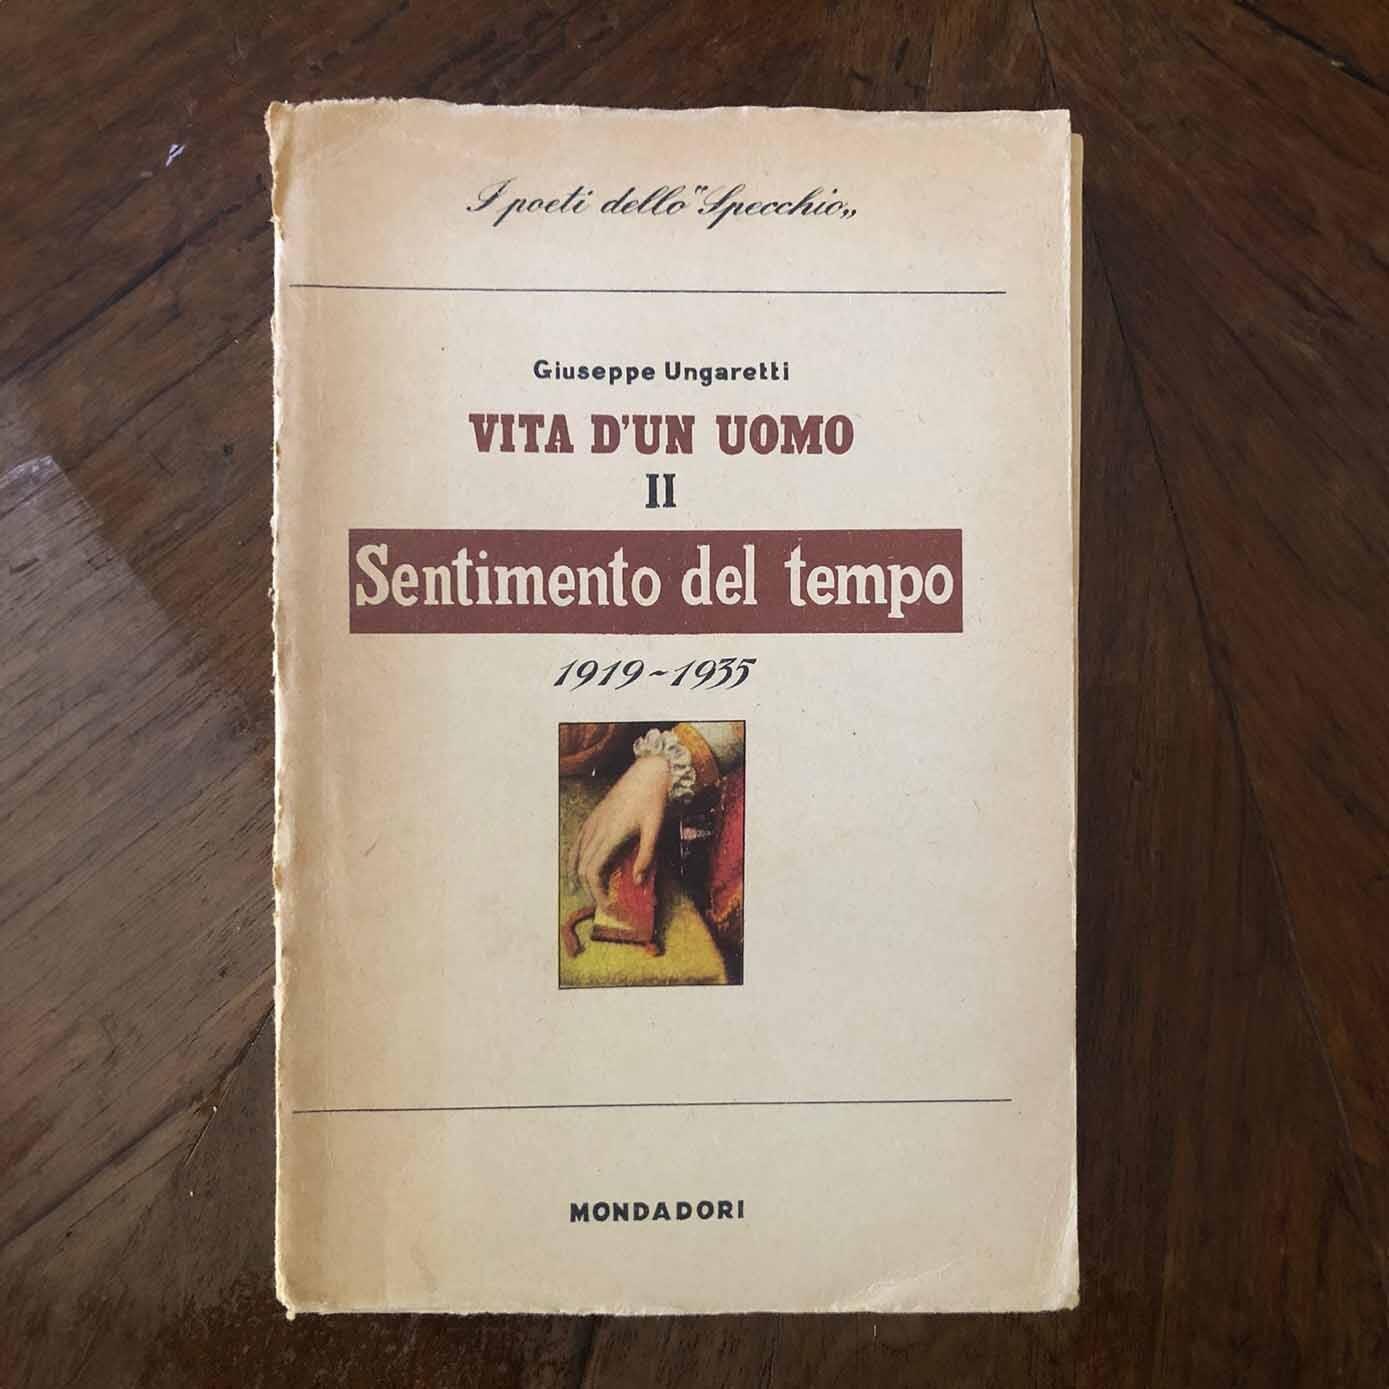 I poeti dello "Specchio„
Giuseppe Ungaretti
VITA D'UN UOMO
II
Sentimento del tempo
1919-1935
MONDADORI